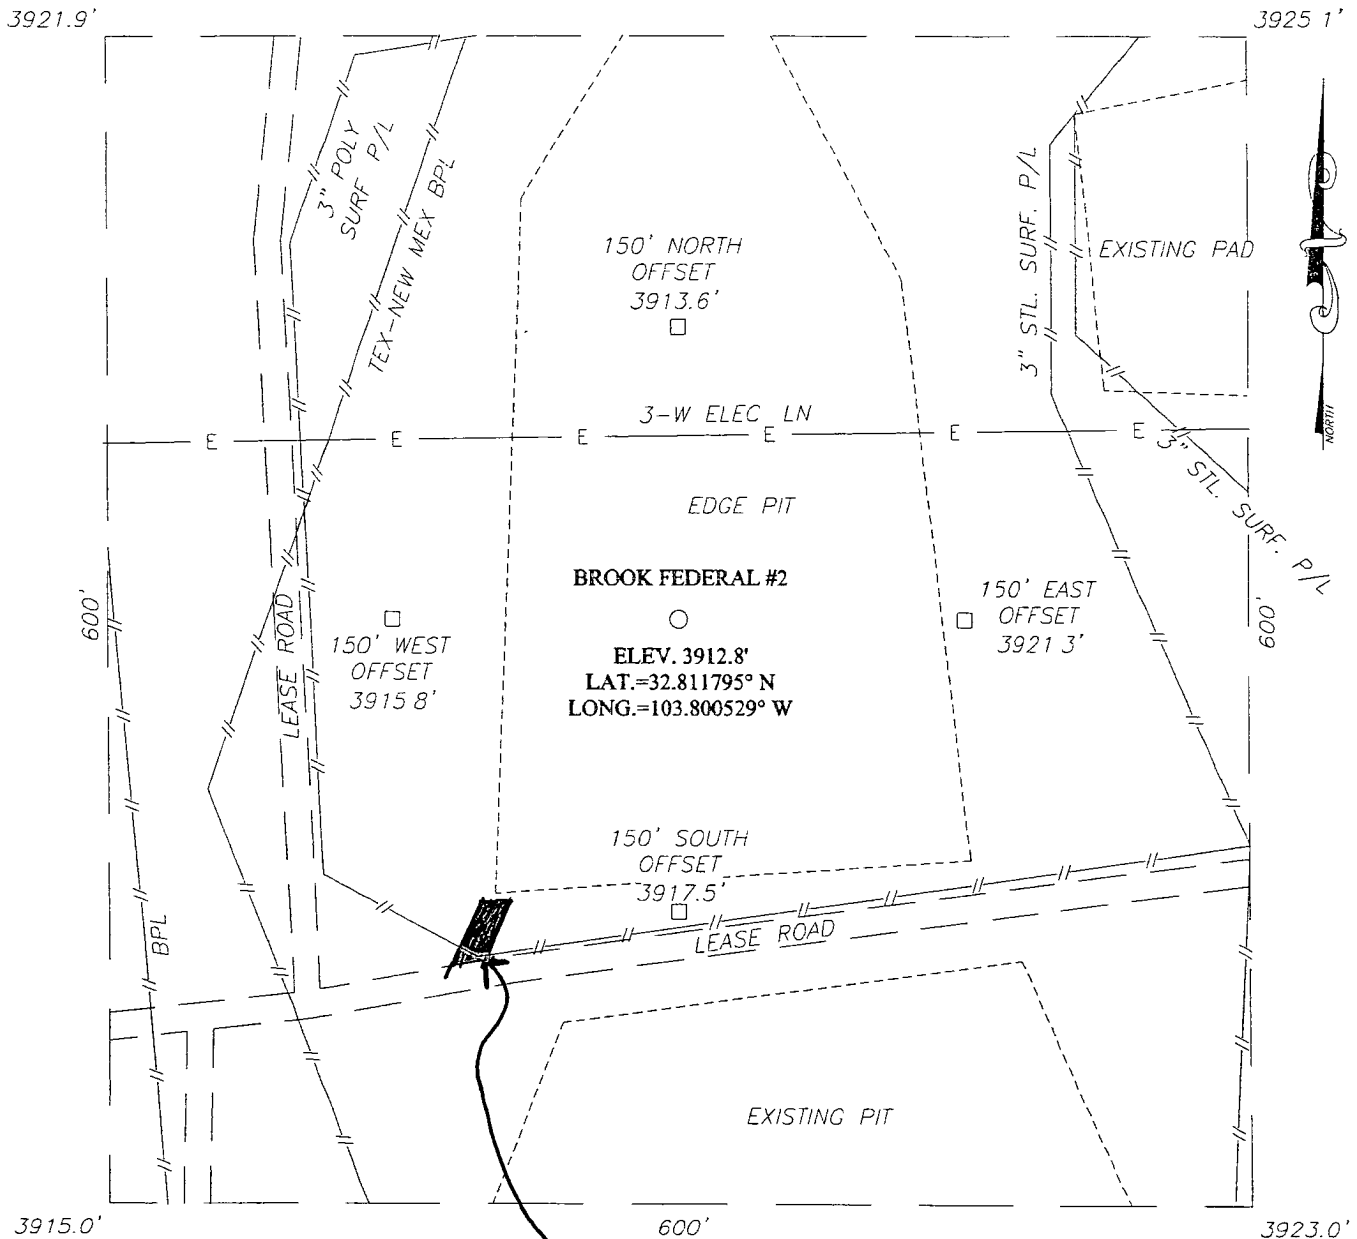 3921.9'
3925 1'
3" POLY
SURF P/L
TEX-NEW MEX BPL
150' NORTH
OFFSET
3913.6'
3" STL. SURF. P/L
EXISTING PAD
NORTH
3-W ELEC LN
E E E E E E
3" STL. SURF. P/L
EDGE PIT
BROOK FEDERAL #2
600'
LEASE ROAD
150' WEST
OFFSET
3915 8'
ELEV. 3912.8'
LAT.=32.811795° N
LONG.=103.800529° W
150' EAST
OFFSET
3921 3'
600'
150' SOUTH
OFFSET
3917.5'
BPL
LEASE ROAD
EXISTING PIT
3915.0'
600'
3923.0'